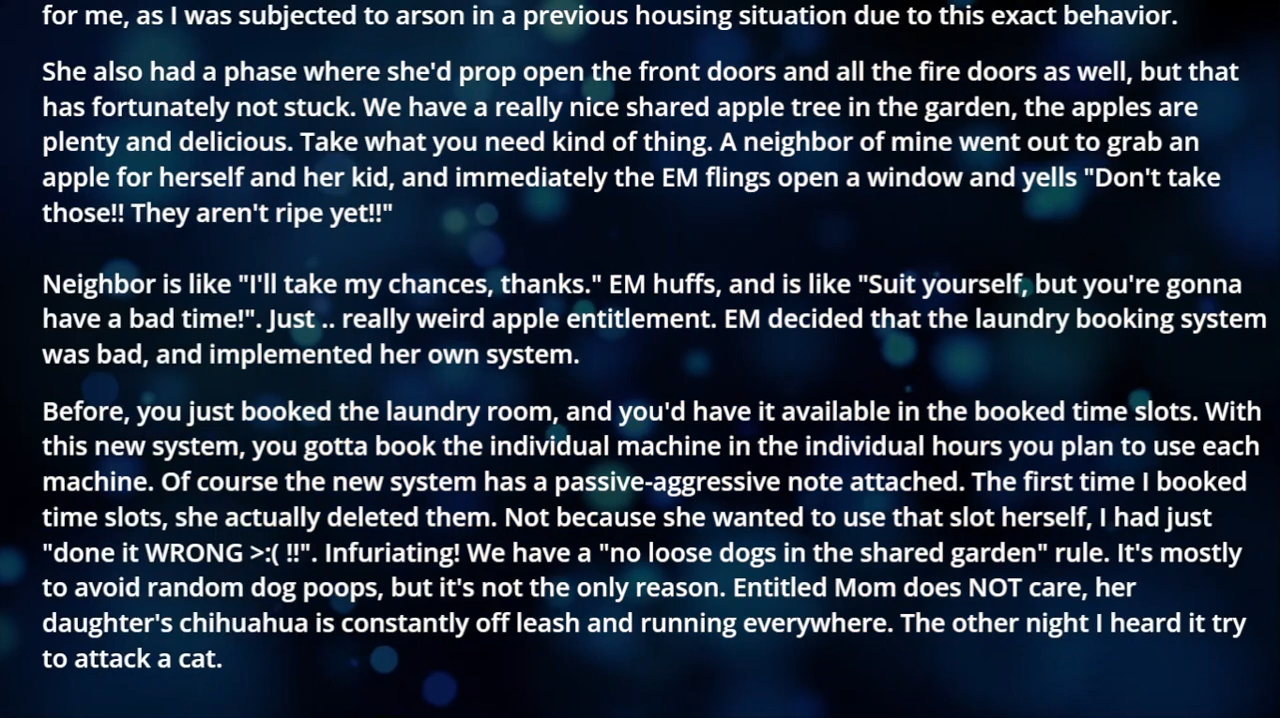 for me, as I was subjected to arson in a previous housing situation due to this exact behavior.
She also had a phase where she'd prop open the front doors and all the fire doors as well, but that
has fortunately not stuck. We have a really nice shared apple tree in the garden, the apples are
plenty and delicious. Take what you need kind of thing. A neighbor of mine went out to grab an
apple for herself and her kid, and immediately the EM flings open a window and yells "Don't take
those!! They aren't ripe yet!!"
Neighbor is like "I'll take my chances, thanks." EM huffs, and is like "Suit yourself, but you're gonna
have a bad time!". Just .. really weird apple entitlement. EM decided that the laundry booking system
was bad, and implemented her own system.
Before, you just booked the laundry room, and you'd have it available in the booked time slots. With
this new system, you gotta book the individual machine in the individual hours you plan to use each
machine. Of course the new system has a passive-aggressive note attached. The first time I booked
time slots, she actually deleted them. Not because she wanted to use that slot herself, I had just
"done it WRONG >:( !!". Infuriating! We have a "no loose dogs in the shared garden" rule. It's mostly
to avoid random dog poops, but it's not the only reason. Entitled Mom does NOT care, her
daughter's chihuahua is constantly off leash and running everywhere. The other night I heard it try
to attack a cat.